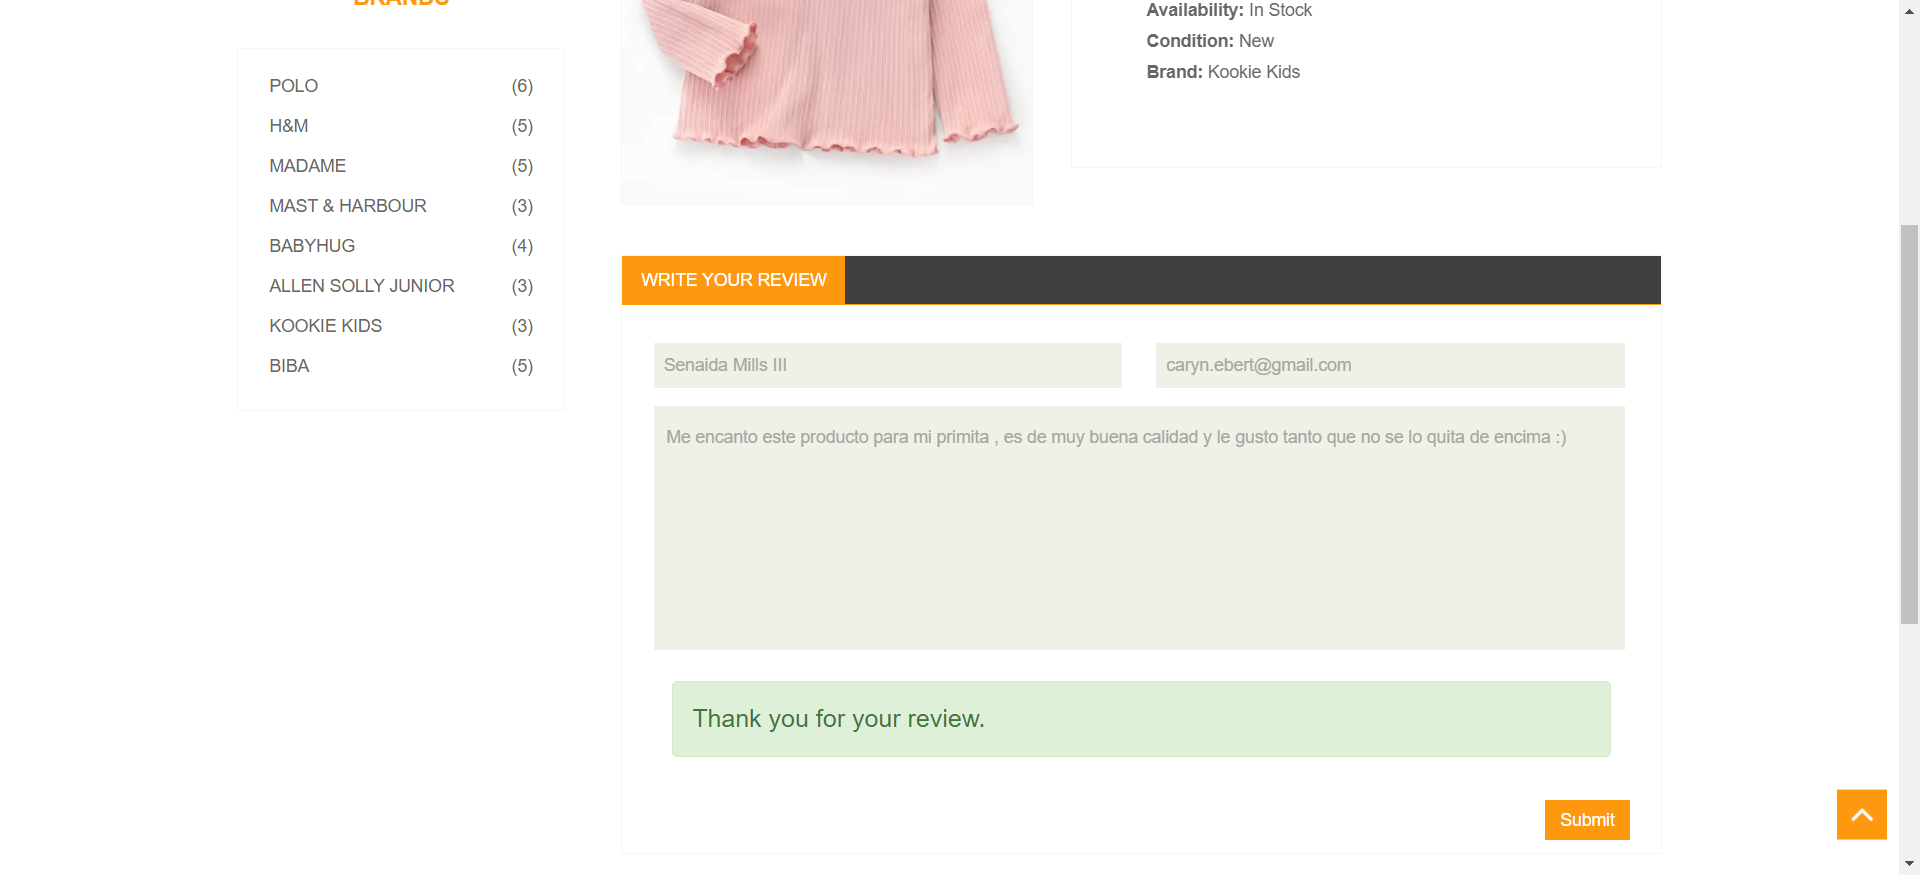 BRANDS
POLO (6)
H&M (5)
MADAME (5)
MAST & HARBOUR (3)
BABYHUG (4)
ALLEN SOLLY JUNIOR (3)
KOOKIE KIDS (3)
BIBA (5)
Availability: In Stock
Condition: New
Brand: Kookie Kids
WRITE YOUR REVIEW
Senaida Mills III
caryn.ebert@gmail.com
Me encanto este producto para mi primita , es de muy buena calidad y le gusto tanto que no se lo quita de encima :)
Thank you for your review.
Submit